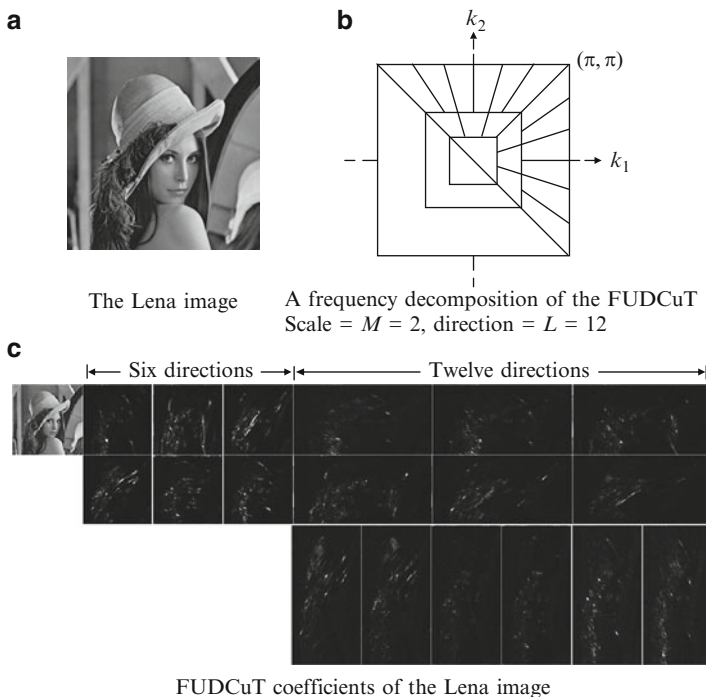 a
The Lena image
b
k2
(π, π)
k1
A frequency decomposition of the FUDCuT
Scale = M = 2, direction = L = 12
c
Six directions
Twelve directions
FUDCuT coefficients of the Lena image